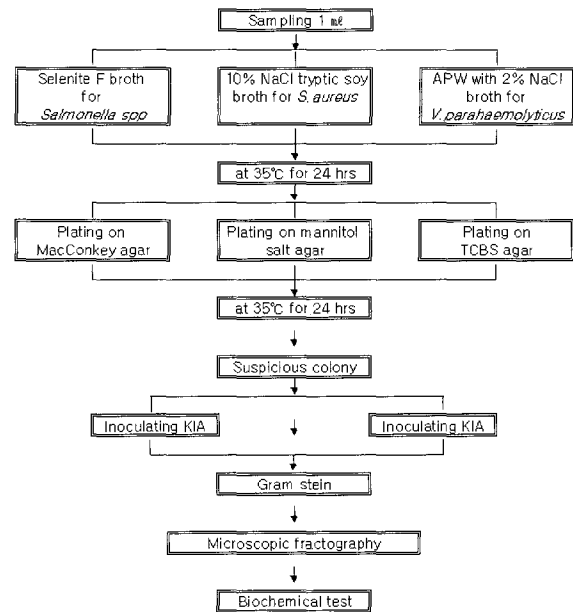 Sampling 1 ㎖
Selenite F broth
for
Salmonella spp
10% NaCl tryptic soy
broth for S. aureus
APW with 2% NaCl
broth for
V. parahaemolyticus
at 35℃ for 24 hrs
Plating on
MacConkey agar
Plating on mannitol
salt agar
Plating on
TCBS agar
at 35℃ for 24 hrs
Suspicious colony
Inoculating KIA
Inoculating KIA
Gram stein
Microscopic fractography
Biochemical test